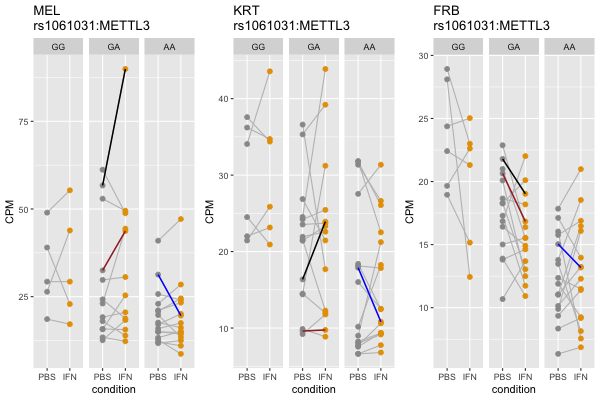 MEL
rs1061031:METTL3
GG GA AA
CPM
75
50
25
PBS IFN PBS IFN PBS IFN
condition
KRT
rs1061031:METTL3
GG GA AA
CPM
40
30
20
10
PBS IFN PBS IFN PBS IFN
condition
FRB
rs1061031:METTL3
GG GA AA
CPM
30
25
20
15
10
PBS IFN PBS IFN PBS IFN
condition